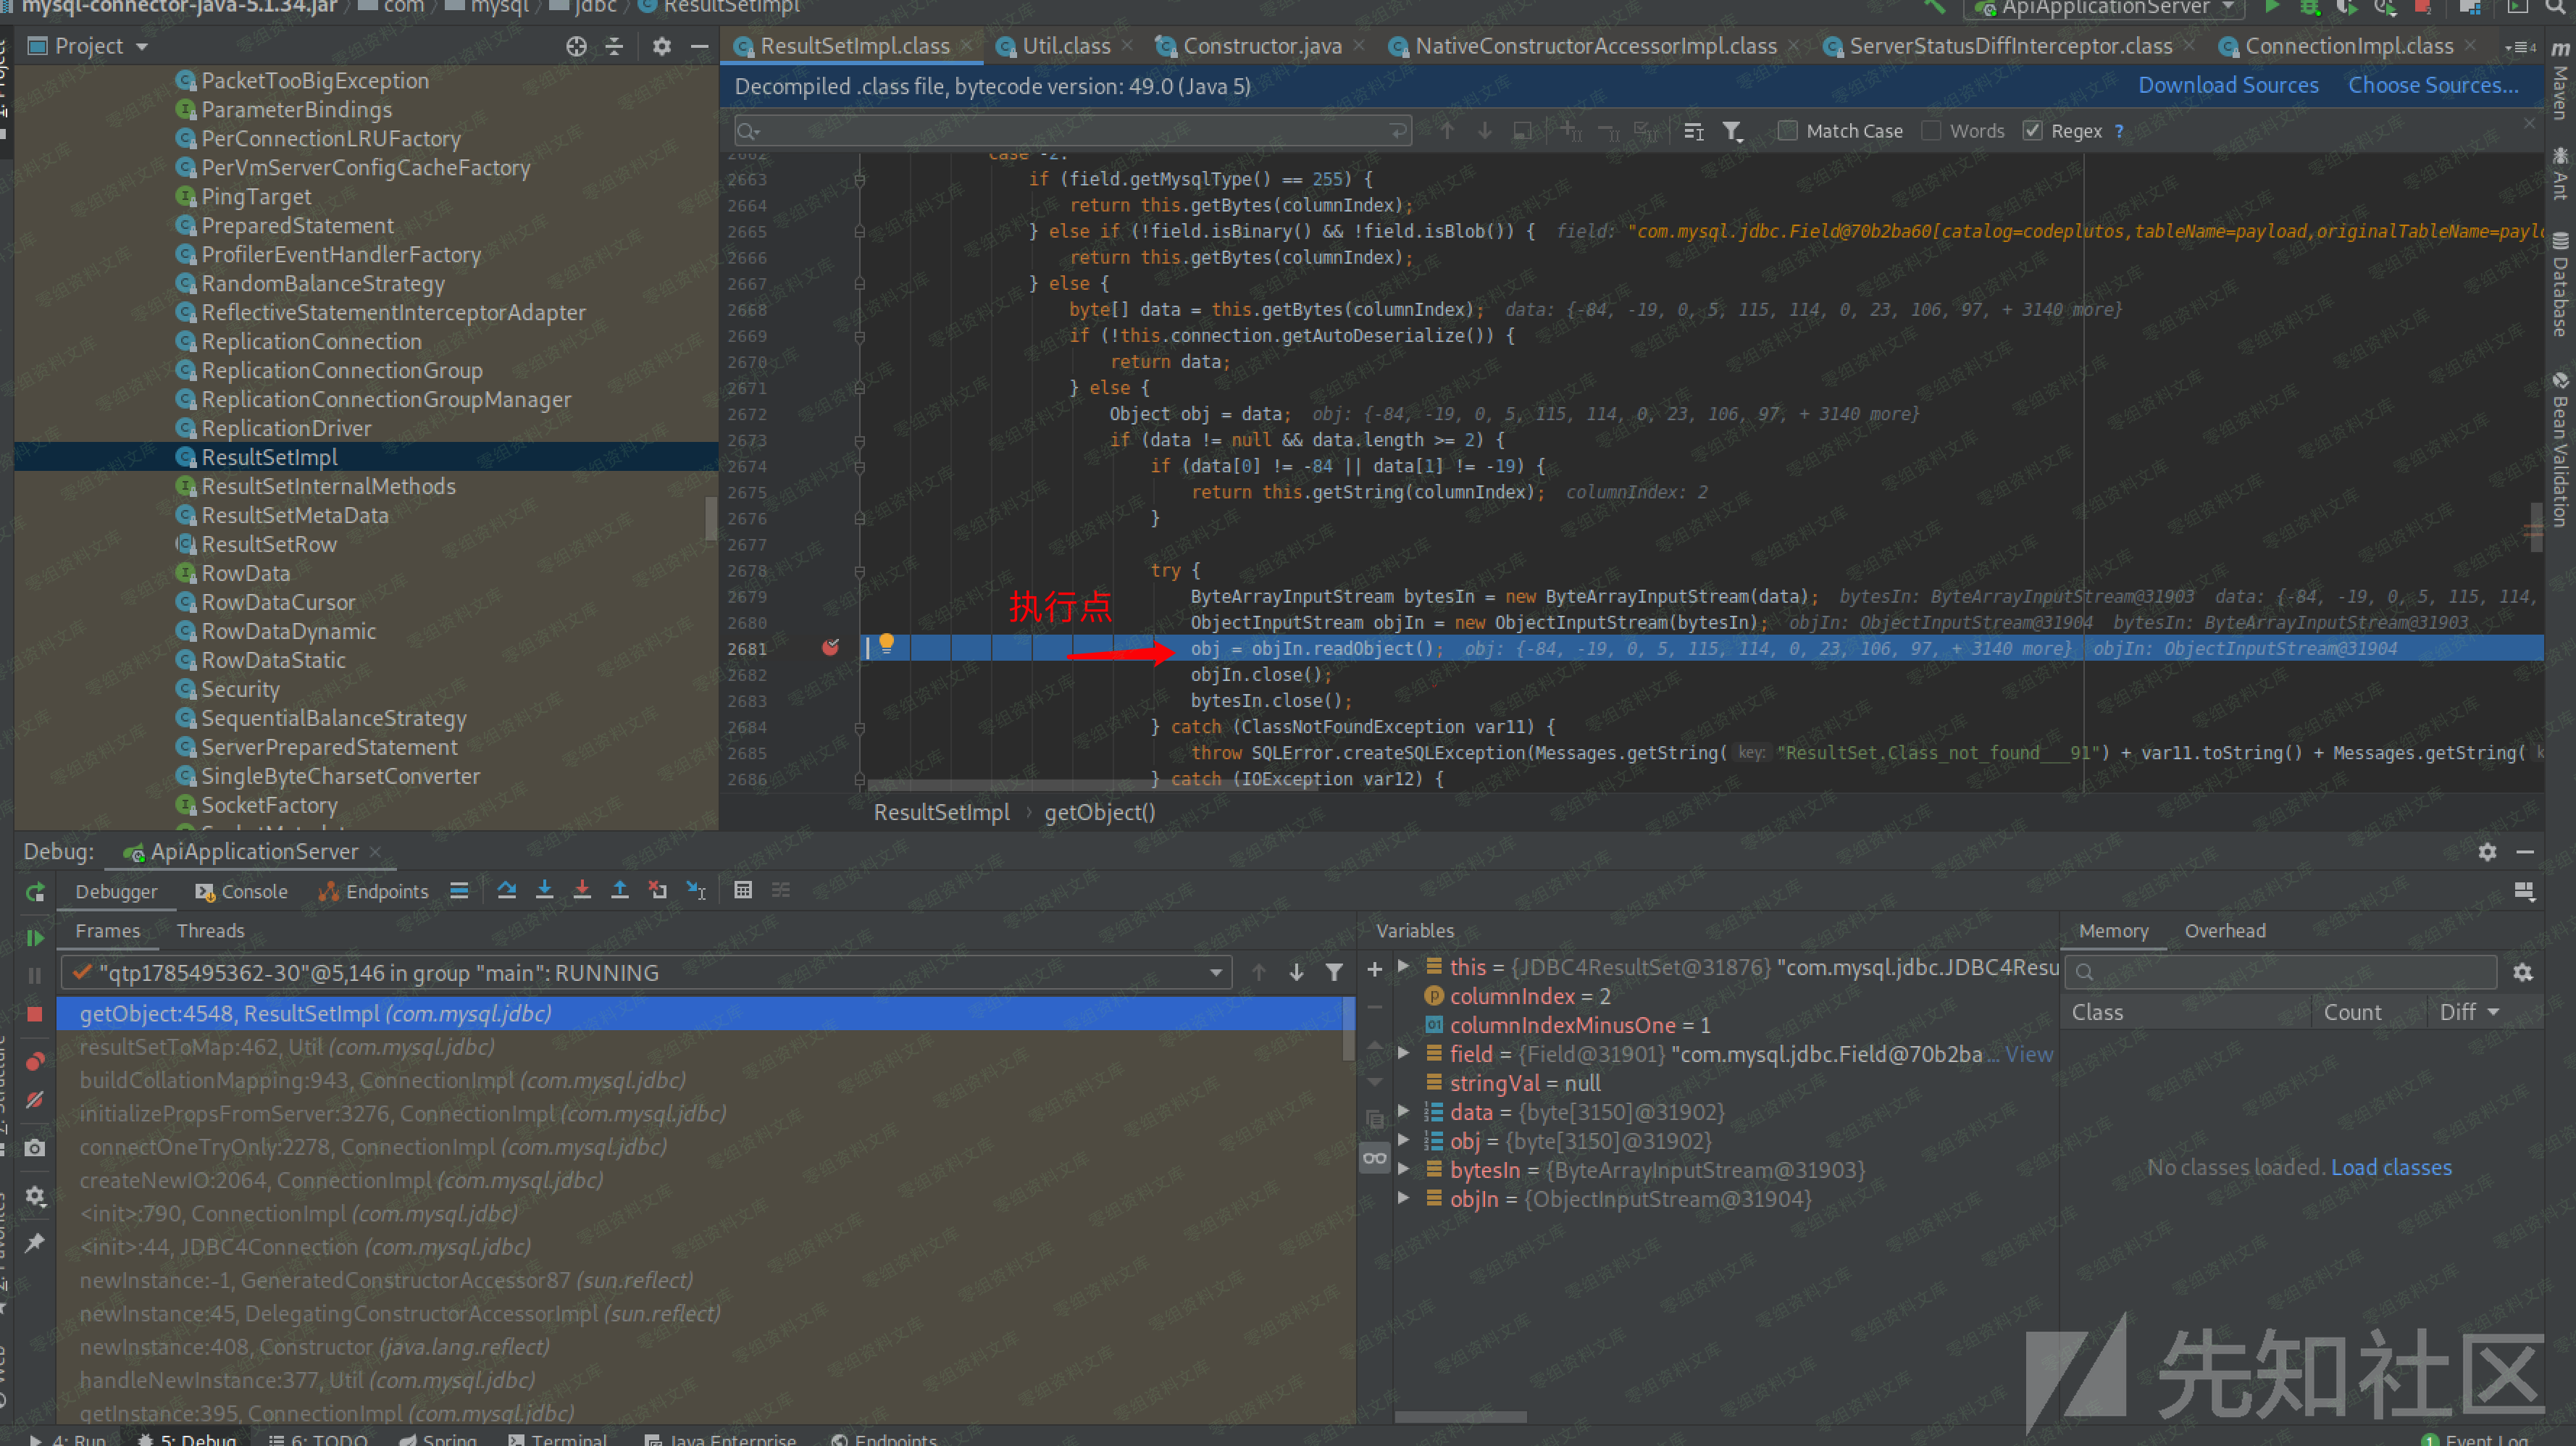 mysql-connector-java-5.1.34.jar com mysql jdbc ResultSetImpl
ApiApplicationServer
Project
ResultSetImpl.class Util.class Constructor.java NativeConstructorAccessorImpl.class ServerStatusDiffInterceptor.class ConnectionImpl.class
Decompiled .class file, bytecode version: 49.0 (Java 5) Download Sources Choose Sources...
Match Case Words Regex ?
PacketTooBigException
ParameterBindings
PerConnectionLRUFactory
PerVmServerConfigCacheFactory
PingTarget
PreparedStatement
ProfilerEventHandlerFactory
RandomBalanceStrategy
ReflectiveStatementInterceptorAdapter
ReplicationConnection
ReplicationConnectionGroup
ReplicationConnectionGroupManager
ReplicationDriver
ResultSetImpl
ResultSetInternalMethods
ResultSetMetaData
ResultSetRow
RowData
RowDataCursor
RowDataDynamic
RowDataStatic
Security
SequentialBalanceStrategy
ServerPreparedStatement
SingleByteCharsetConverter
SocketFactory
2662 case -2:
2663 if (field.getMysqlType() == 255) {
2664 return this.getBytes(columnIndex);
2665 } else if (!field.isBinary() && !field.isBlob()) { field: "com.mysql.jdbc.Field@70b2ba60[catalog=codeplutos,tableName=payload,originalTableName=paylo
2666 return this.getBytes(columnIndex);
2667 } else {
2668 byte[] data = this.getBytes(columnIndex); data: {-84, -19, 0, 5, 115, 114, 0, 23, 106, 97, + 3140 more}
2669 if (!this.connection.getAutoDeserialize()) {
2670 return data;
2671 } else {
2672 Object obj = data; obj: {-84, -19, 0, 5, 115, 114, 0, 23, 106, 97, + 3140 more}
2673 if (data != null && data.length >= 2) {
2674 if (data[0] != -84 || data[1] != -19) {
2675 return this.getString(columnIndex); columnIndex: 2
2676 }
2677
2678 try {
2679 ByteArrayInputStream bytesIn = new ByteArrayInputStream(data); bytesIn: ByteArrayInputStream@31903 data: {-84, -19, 0, 5, 115, 114,
执行点
2680 ObjectInputStream objIn = new ObjectInputStream(bytesIn); objIn: ObjectInputStream@31904 bytesIn: ByteArrayInputStream@31903
2681 obj = objIn.readObject(); obj: {-84, -19, 0, 5, 115, 114, 0, 23, 106, 97, + 3140 more} objIn: ObjectInputStream@31904
2682 objIn.close();
2683 bytesIn.close();
2684 } catch (ClassNotFoundException var11) {
2685 throw SQLError.createSQLException(Messages.getString( key: "ResultSet.Class_not_found___91") + var11.toString() + Messages.getString( k
2686 } catch (IOException var12) {
ResultSetImpl › getObject()
Maven
Ant
Database
Bean Validation
Debug: ApiApplicationServer
Debugger Console Endpoints
Frames Threads
"qtp1785495362-30"@5,146 in group "main": RUNNING
getObject:4548, ResultSetImpl (com.mysql.jdbc)
resultSetToMap:462, Util (com.mysql.jdbc)
buildCollationMapping:943, ConnectionImpl (com.mysql.jdbc)
initializePropsFromServer:3276, ConnectionImpl (com.mysql.jdbc)
connectOneTryOnly:2278, ConnectionImpl (com.mysql.jdbc)
createNewIO:2064, ConnectionImpl (com.mysql.jdbc)
<init>:790, ConnectionImpl (com.mysql.jdbc)
<init>:44, JDBC4Connection (com.mysql.jdbc)
newInstance:-1, GeneratedConstructorAccessor87 (sun.reflect)
newInstance:45, DelegatingConstructorAccessorImpl (sun.reflect)
newInstance:408, Constructor (java.lang.reflect)
handleNewInstance:377, Util (com.mysql.jdbc)
getInstance:395, ConnectionImpl (com.mysql.jdbc)
Variables
this = {JDBC4ResultSet@31876} "com.mysql.jdbc.JDBC4Resu
columnIndex = 2
columnIndexMinusOne = 1
field = {Field@31901} "com.mysql.jdbc.Field@70b2ba... View
stringVal = null
data = {byte[3150]@31902}
obj = {byte[3150]@31902}
bytesIn = {ByteArrayInputStream@31903}
objIn = {ObjectInputStream@31904}
Memory Overhead
Class Count Diff
No classes loaded. Load classes
4: Run 5: Debug 6: TODO Spring Terminal Java Enterprise Endpoints 1 Event Log
先知社区
零组资料文库